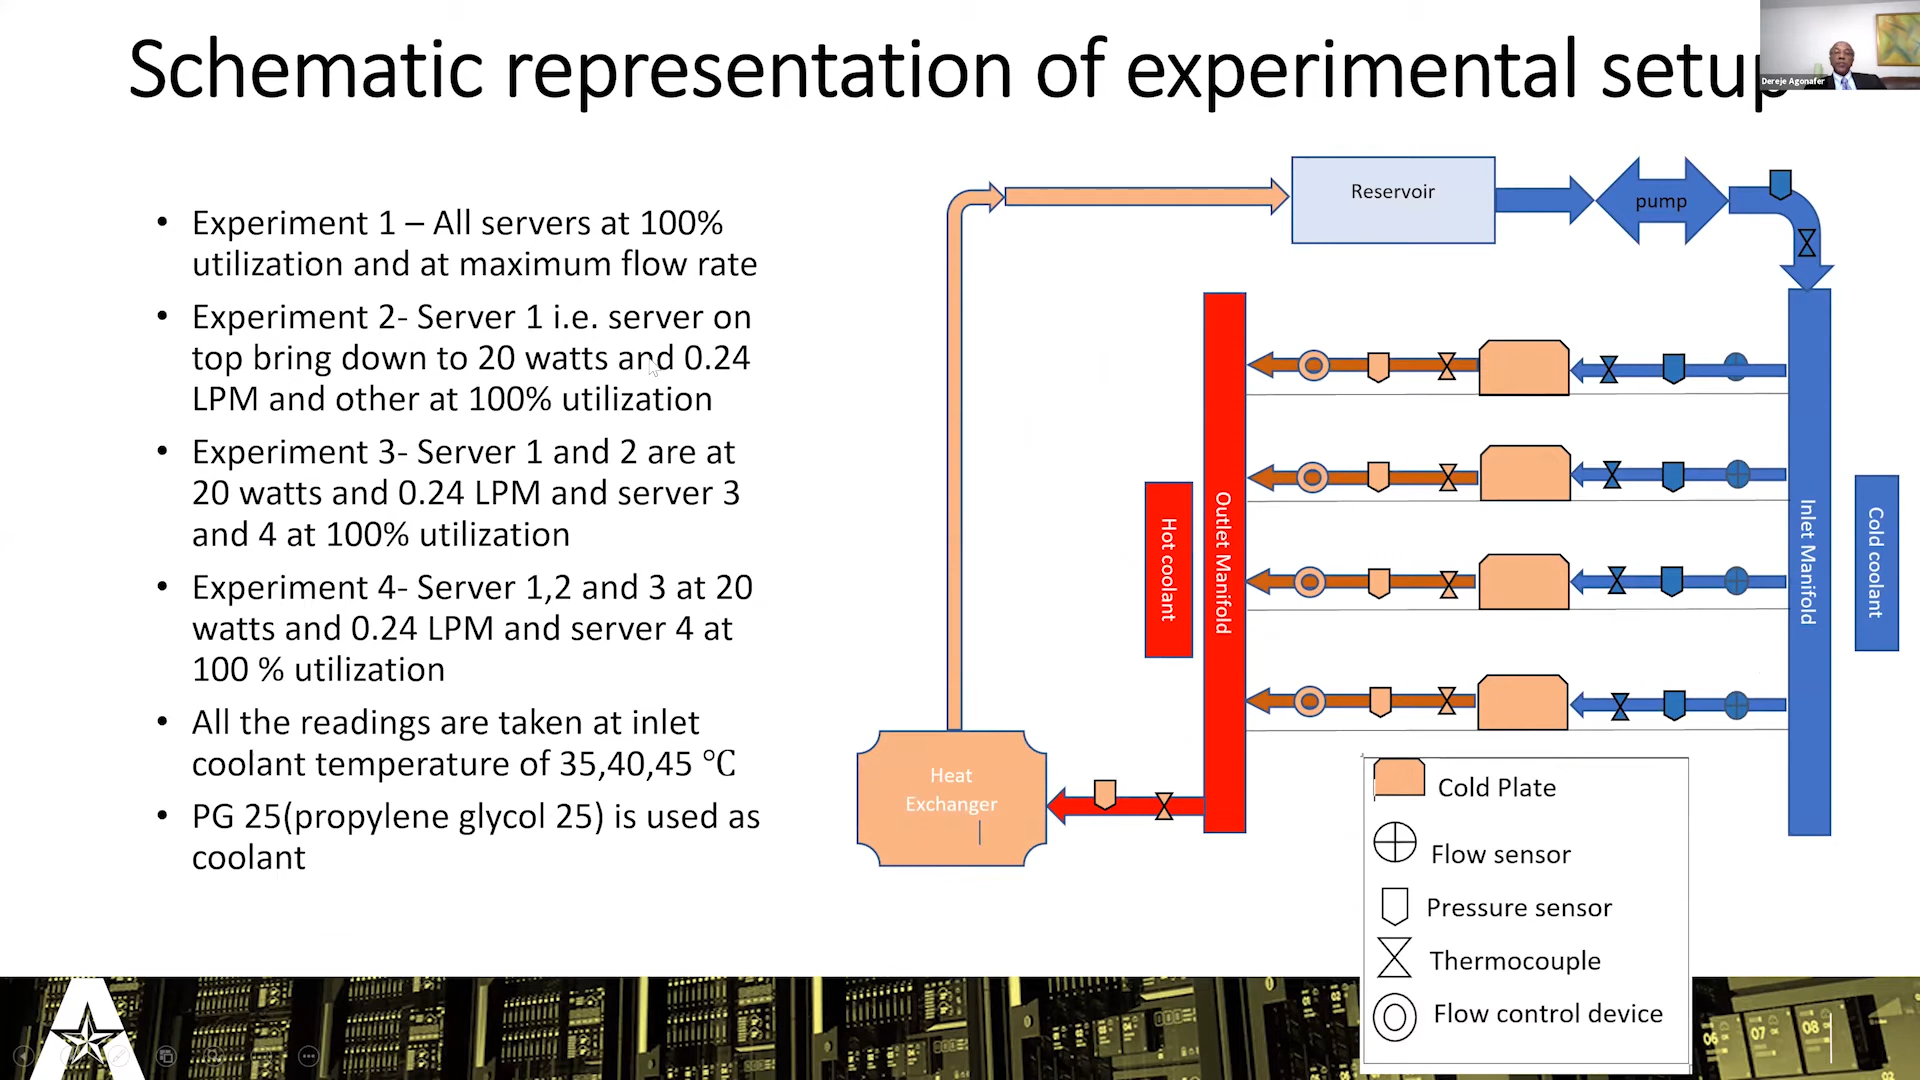 Schematic representation of experimental setup
Dereje Agonafer
• Experiment 1 – All servers at 100%
utilization and at maximum flow rate
• Experiment 2- Server 1 i.e. server on
top bring down to 20 watts and 0.24
LPM and other at 100% utilization
• Experiment 3- Server 1 and 2 are at
20 watts and 0.24 LPM and server 3
and 4 at 100% utilization
• Experiment 4- Server 1,2 and 3 at 20
watts and 0.24 LPM and server 4 at
100 % utilization
• All the readings are taken at inlet
coolant temperature of 35,40,45 ℃
• PG 25(propylene glycol 25) is used as
coolant
Reservoir
pump
Hot coolant
Outlet Manifold
Inlet Manifold
Cold coolant
Heat
Exchanger
Cold Plate
Flow sensor
Pressure sensor
Thermocouple
Flow control device
A
06
07
08